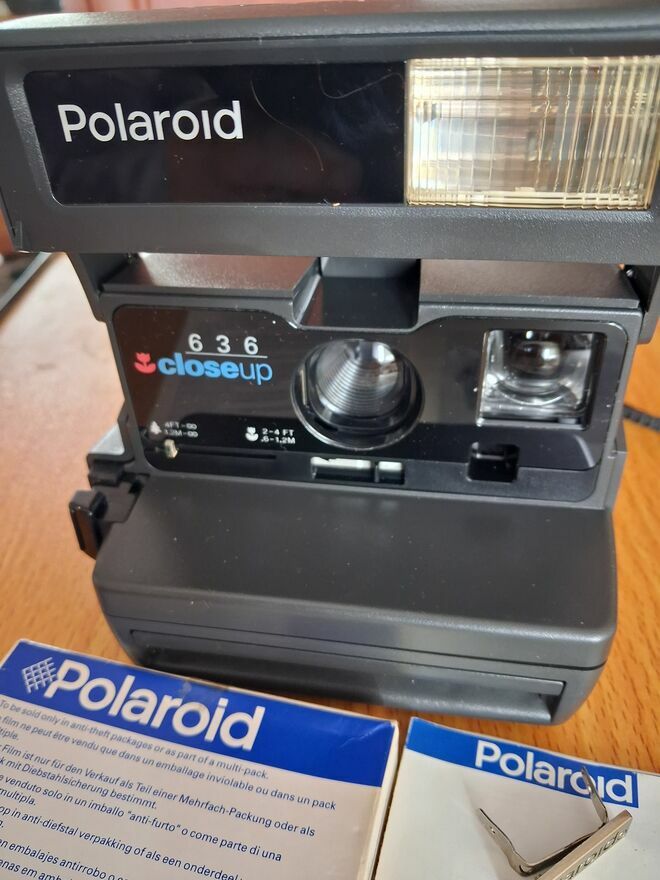 Polaroid
636
closeup
4FT-∞
1.2M-∞
2-4 FT
.6-1.2M
Polaroid
To be sold only in anti-theft packages or as part of a multi-pack.
film ne peut être vendu que dans un emballage inviolable ou dans un pack
Film ist nur für den Verkauf als Teil einer Mehrfach-Packung oder als
mit Diebstahlsicherung bestimmt.
venduto solo in un imballo "anti-furto" o come parte di una
multipla.
op in anti-diefstal verpakking of als een onderdeel
en embalajes antirrobo o
Polaroid